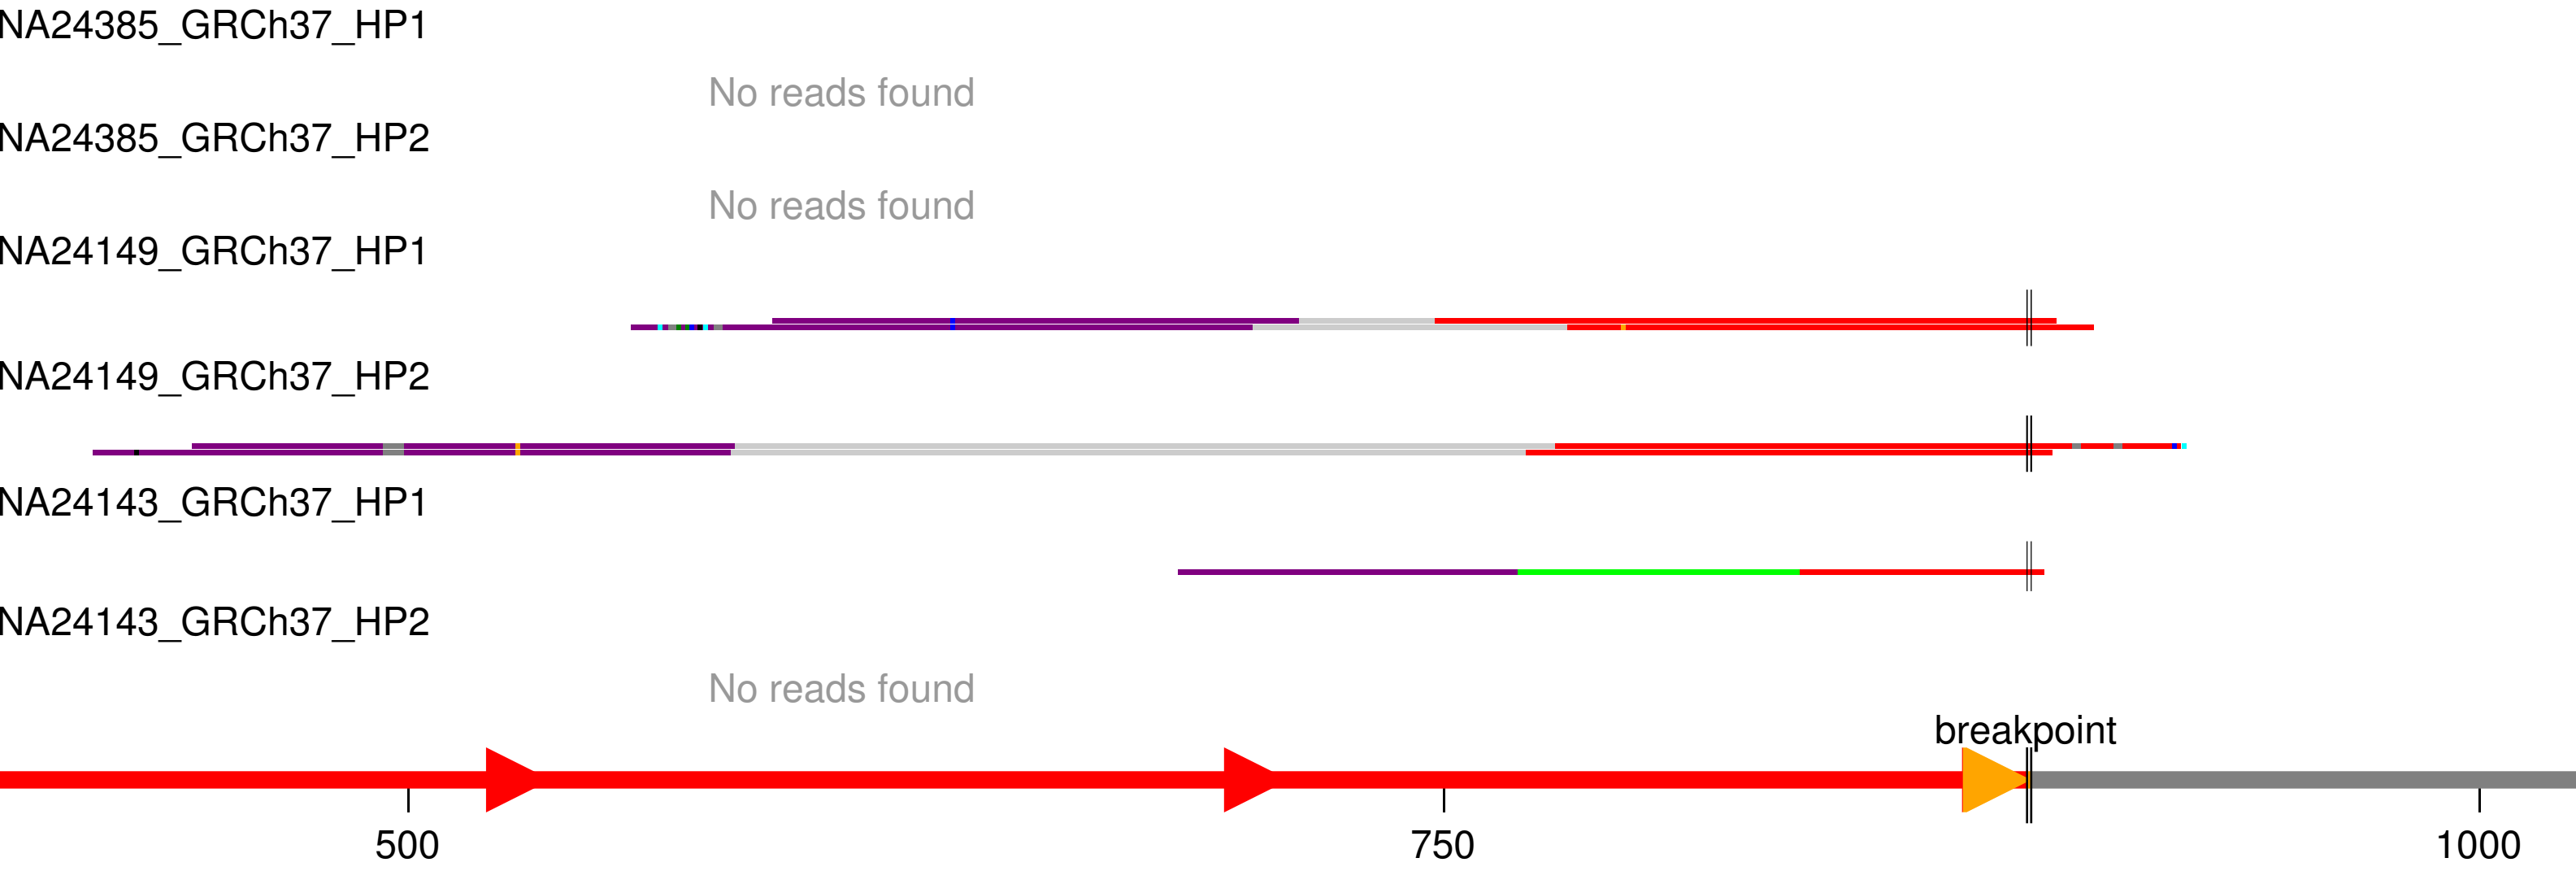 NA24385_GRCh37_HP1
No reads found
NA24385_GRCh37_HP2
No reads found
NA24149_GRCh37_HP1
NA24149_GRCh37_HP2
NA24143_GRCh37_HP1
NA24143_GRCh37_HP2
No reads found
breakpoint
500 750 1000